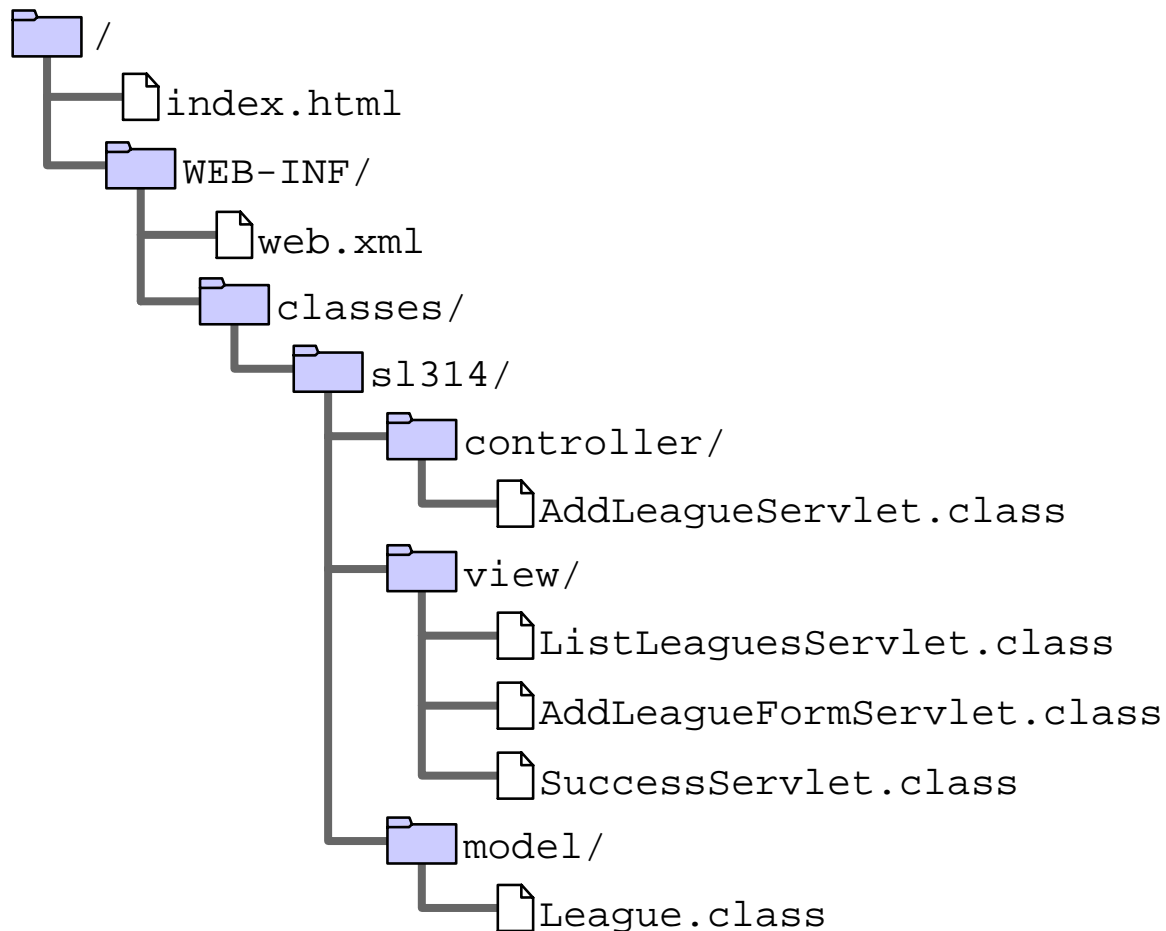 /
index.html
WEB-INF/
web.xml
classes/
sl314/
controller/
AddLeagueServlet.class
view/
ListLeaguesServlet.class
AddLeagueFormServlet.class
SuccessServlet.class
model/
League.class